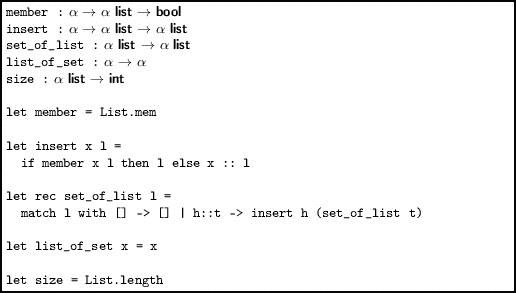 member : α → α list → bool
insert : α → α list → α list
set_of_list : α list → α list
list_of_set : α → α
size : α list → int
let member = List.mem
let insert x l =
if member x l then l else x :: l
let rec set_of_list l =
match l with [] -> [] | h::t -> insert h (set_of_list t)
let list_of_set x = x
let size = List.length